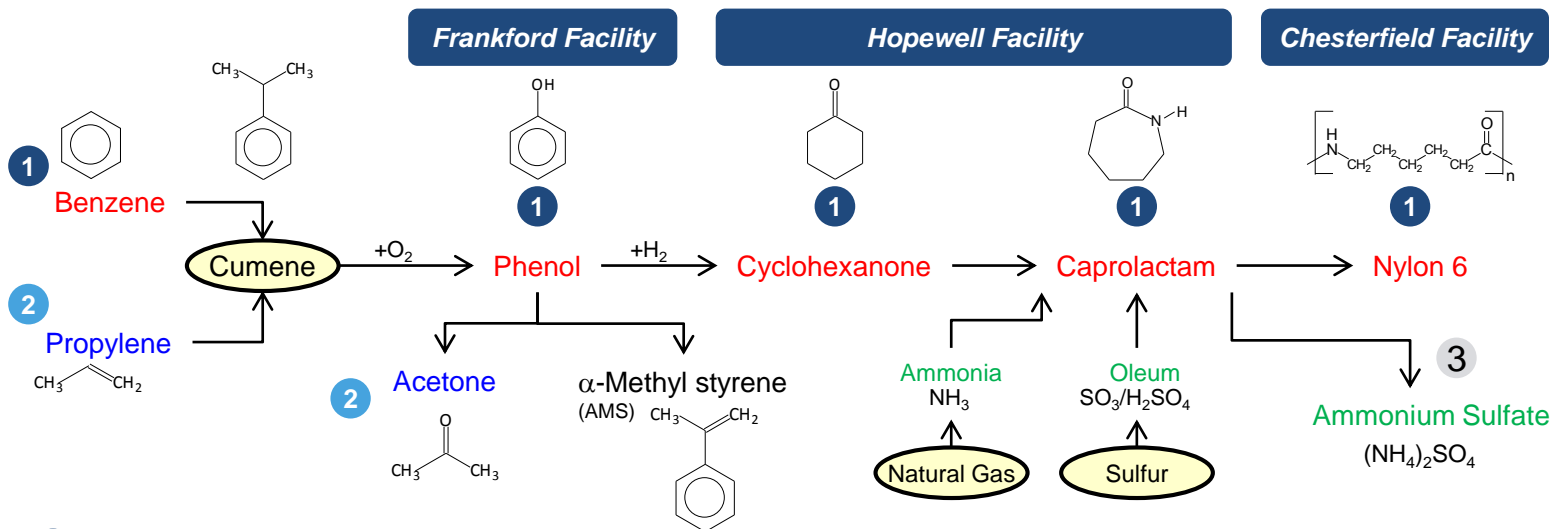 Frankford Facility
Hopewell Facility
Chesterfield Facility
CH₃ CH₃
OH
O
O
N H
H
N
CH₂
CH₂
CH₂
CH₂
CH₂
O
C
n
1
1
1
1
1
Benzene
Cumene
+O₂
Phenol
+H₂
Cyclohexanone
Caprolactam
Nylon 6
2
Propylene
CH₃ CH₂
2
Acetone
O
CH₃ CH₃
α-Methyl styrene
(AMS)
CH₃ CH₂
Ammonia
NH₃
Natural Gas
Oleum
SO₃/H₂SO₄
Sulfur
3
Ammonium Sulfate
(NH₄)₂SO₄